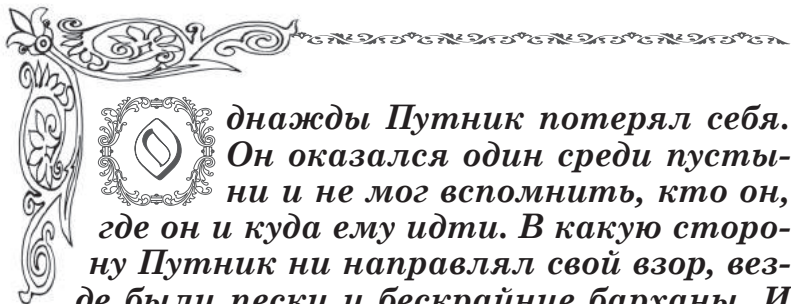 Однажды Путник потерял себя.
Он оказался один среди пусты-
ни и не мог вспомнить, кто он,
где он и куда ему идти. В какую сторо-
ну Путник ни направлял свой взор, вез-
де были пески и бескрайние барханы. И